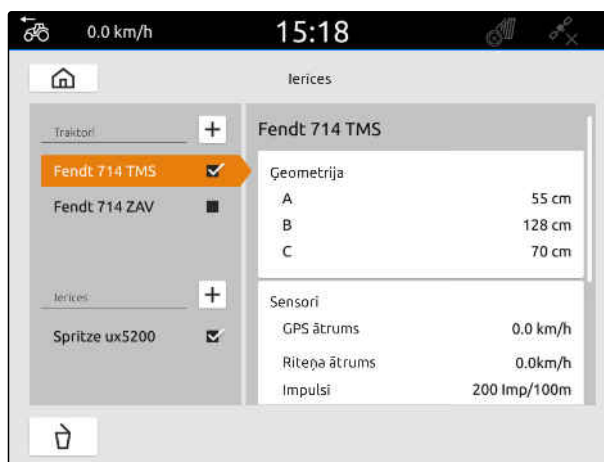 0.0 km/h
15:18
Ierīces
Traktori
Fendt 714 TMS
Fendt 714 ZAV
Ierīces
Spritze ux5200
Fendt 714 TMS
Ģeometrija
A 55 cm
B 128 cm
C 70 cm
Sensori
GPS ātrums 0.0 km/h
Riteņa ātrums 0.0km/h
Impulsi 200 Imp/100m